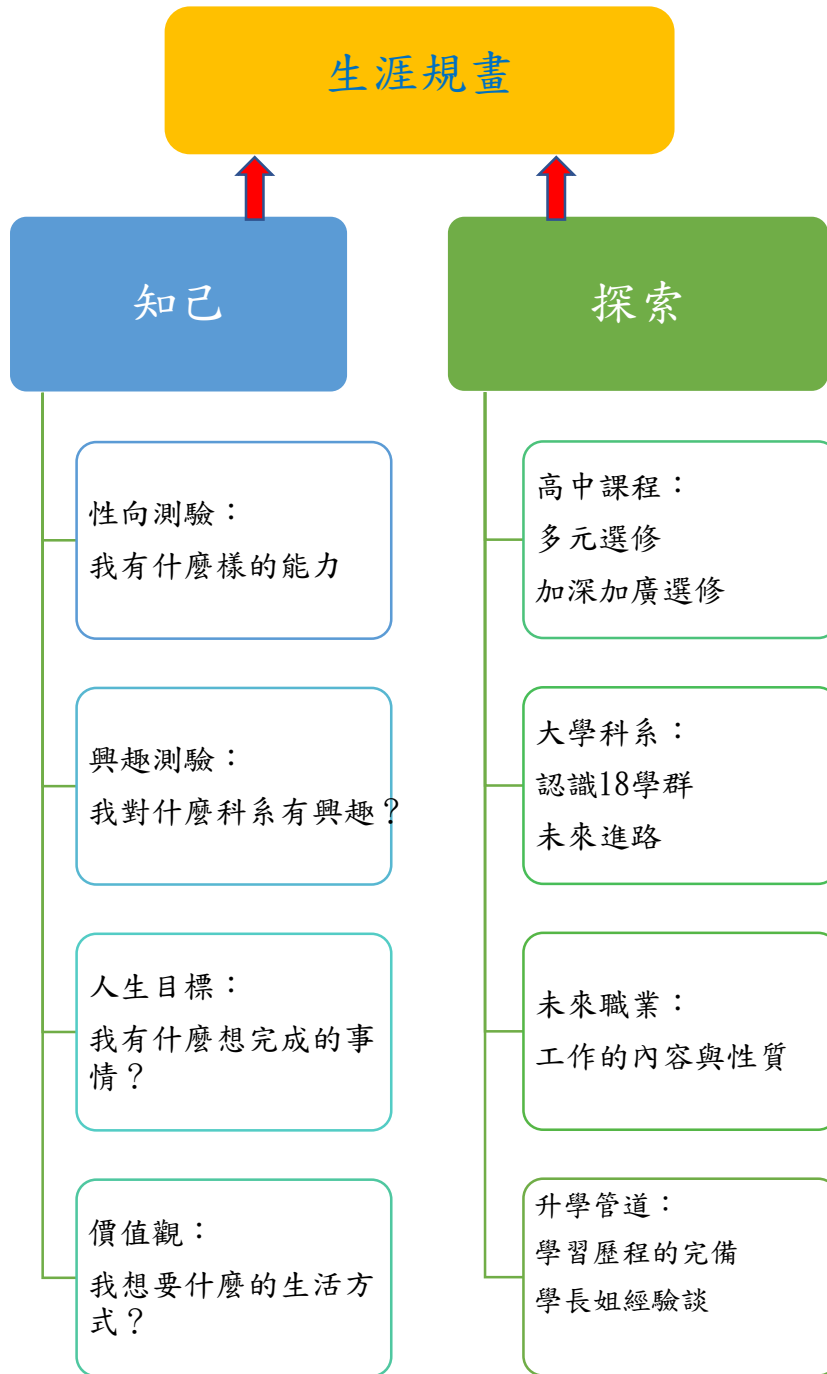 生涯規畫
知己
性向測驗：
我有什麼樣的能力
興趣測驗：
我對什麼科系有興趣？
人生目標：
我有什麼想完成的事
情？
價值觀：
我想要什麼的生活方
式？
探索
高中課程：
多元選修
加深加廣選修
大學科系：
認識18學群
未來進路
未來職業：
工作的內容與性質
升學管道：
學習歷程的完備
學長姐經驗談